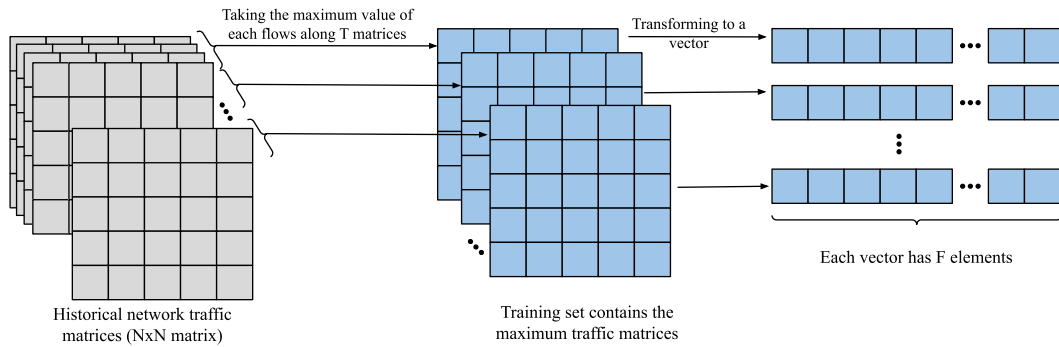 Taking the maximum value of
each flows along T matrices
Transforming to a
vector
Historical network traffic
matrices (NxN matrix)
Training set contains the
maximum traffic matrices
Each vector has F elements